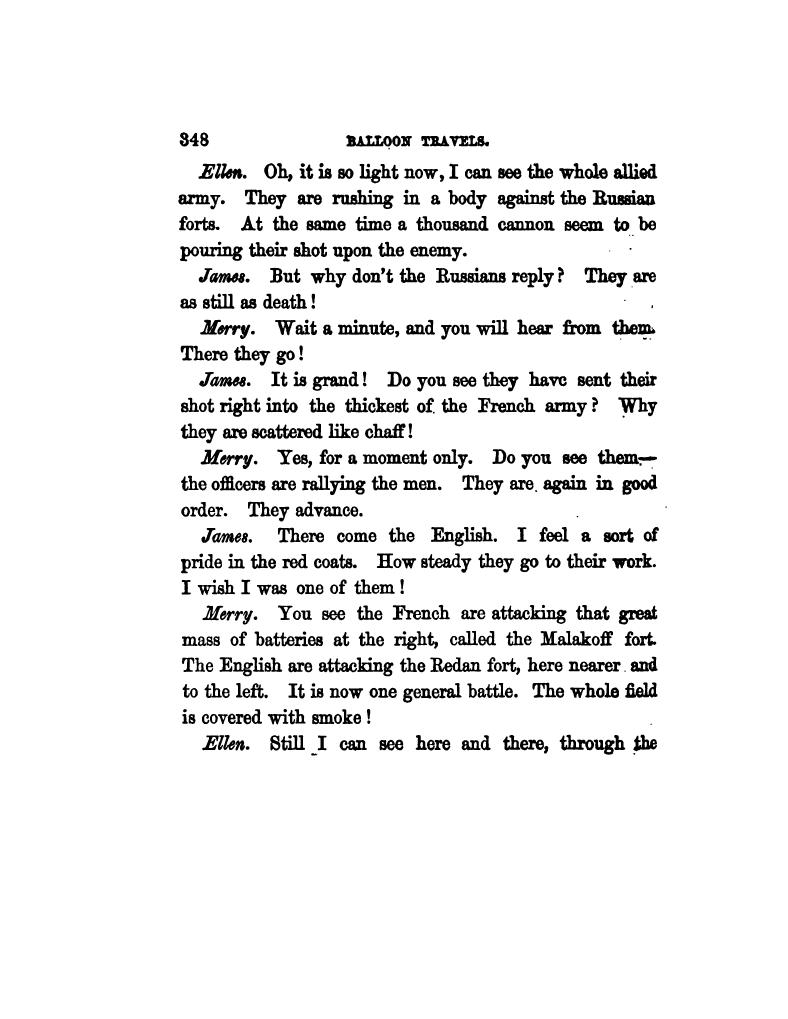 348 BALLOON TRAVELS.
Ellen. Oh, it is so light now, I can see the whole allied
army. They are rushing in a body against the Russian
forts. At the same time a thousand cannon seem to be
pouring their shot upon the enemy.
James. But why don't the Russians reply? They are
as still as death!
Merry. Wait a minute, and you will hear from them.
There they go!
James. It is grand! Do you see they have sent their
shot right into the thickest of the French army? Why
they are scattered like chaff!
Merry. Yes, for a moment only. Do you see them;—
the officers are rallying the men. They are again in good
order. They advance.
James. There come the English. I feel a sort of
pride in the red coats. How steady they go to their work.
I wish I was one of them!
Merry. You see the French are attacking that great
mass of batteries at the right, called the Malakoff fort.
The English are attacking the Redan fort, here nearer and
to the left. It is now one general battle. The whole field
is covered with smoke!
Ellen. Still I can see here and there, through the